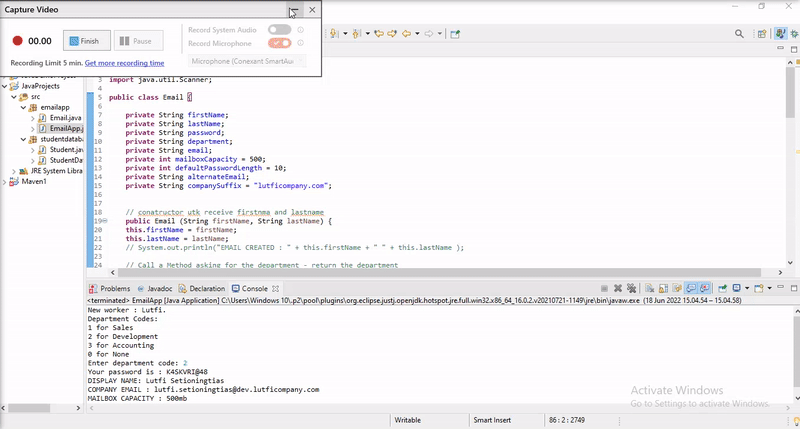 Capture Video
00.00
Finish
Pause
Record System Audio
Record Microphone
Microphone (Conexant SmartAu
Recording Limit 5 min. Get more recording time
JavaProjects
src
emailapp
Email.java
EmailApp.j
studentdatab
Student.jav
StudentDa
JRE System Libra
Maven1
3 import java.util.Scanner;
4
5 public class Email {
6
7 private String firstName;
8 private String lastName;
9 private String password;
10 private String department;
11 private String email;
12 private int mailboxCapacity = 500;
13 private int defaultPasswordLength = 10;
14 private String alternateEmail;
15 private String companySuffix = "lutficompany.com";
16
17
18 // constructor utk receive firstnme and lastname
19 public Email (String firstName, String lastName) {
20 this.firstName = firstName;
21 this.lastName = lastName;
22 // System.out.println("EMAIL CREATED : " + this.firstName + " " + this.lastName );
23
24 // Call a Method asking for the department - return the department
Problems
Javadoc
Declaration
Console
<terminated> EmailApp [Java Application] C:\Users\Windows 10\.p2\pool\plugins\org.eclipse.justj.openjdk.hotspot.jre.full.win32.x86_64_16.0.2.v20210721-1149\jre\bin\javaw.exe (18 Jun 2022 15.04.54 – 15.04.58)
New worker : Lutfi.
Department Codes:
1 for Sales
2 for Development
3 for Accounting
0 for None
Enter department code: 2
Your password is : K4SKVRI@48
DISPLAY NAME: Lutfi Setioningtias
COMPANY EMAIL : lutfi.setioningtias@dev.lutficompany.com
MAILBOX CAPACITY : 500mb
Activate Windows
Go to Settings to activate Windows.
Writable
Smart Insert
86 : 2 : 2749